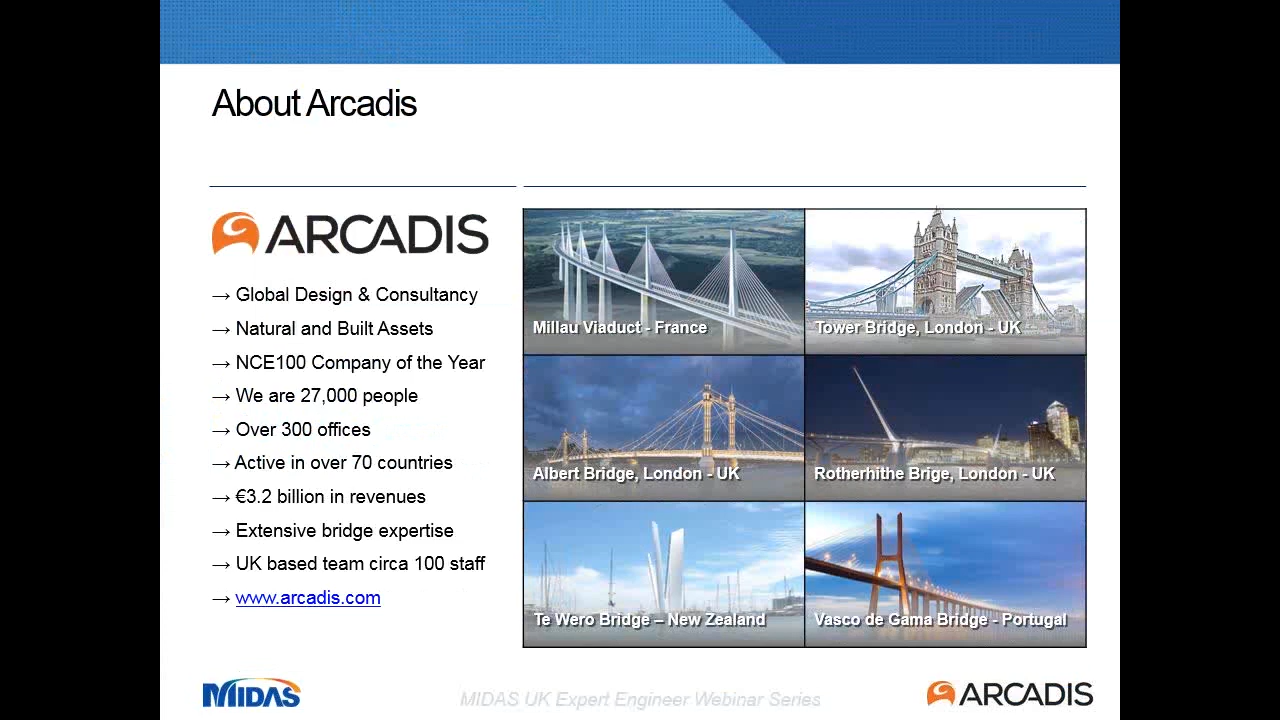 About Arcadis
ARCADIS
→ Global Design & Consultancy
→ Natural and Built Assets
→ NCE100 Company of the Year
→ We are 27,000 people
→ Over 300 offices
→ Active in over 70 countries
→ €3.2 billion in revenues
→ Extensive bridge expertise
→ UK based team circa 100 staff
→ www.arcadis.com
Millau Viaduct - France
Tower Bridge, London - UK
Albert Bridge, London - UK
Rotherhithe Brige, London - UK
Te Wero Bridge – New Zealand
Vasco de Gama Bridge - Portugal
MIDAS
MIDAS UK Expert Engineer Webinar Series
ARCADIS